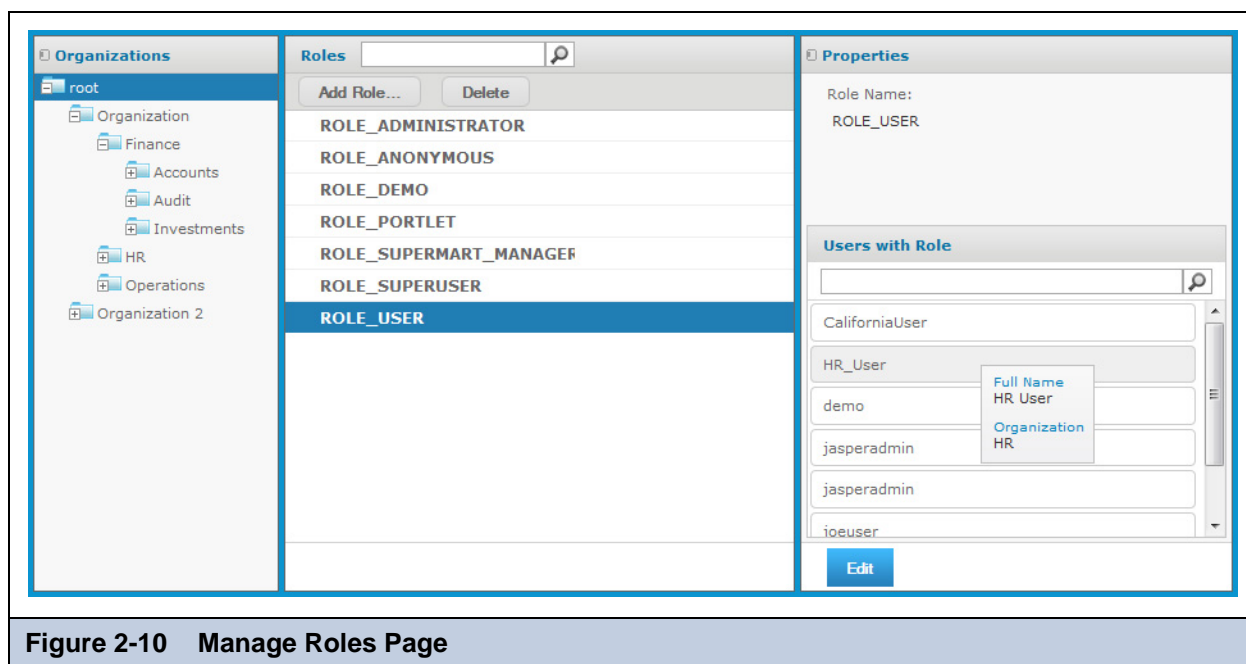 Organizations
root
Organization
Finance
Accounts
Audit
Investments
HR
Operations
Organization 2
Roles
Add Role...
Delete
ROLE_ADMINISTRATOR
ROLE_ANONYMOUS
ROLE_DEMO
ROLE_PORTLET
ROLE_SUPERMART_MANAGER
ROLE_SUPERUSER
ROLE_USER
Properties
Role Name:
ROLE_USER
Users with Role
CaliforniaUser
HR_User
demo
jasperadmin
jasperadmin
joeuser
Full Name
HR User
Organization
HR
Edit
Figure 2-10 Manage Roles Page